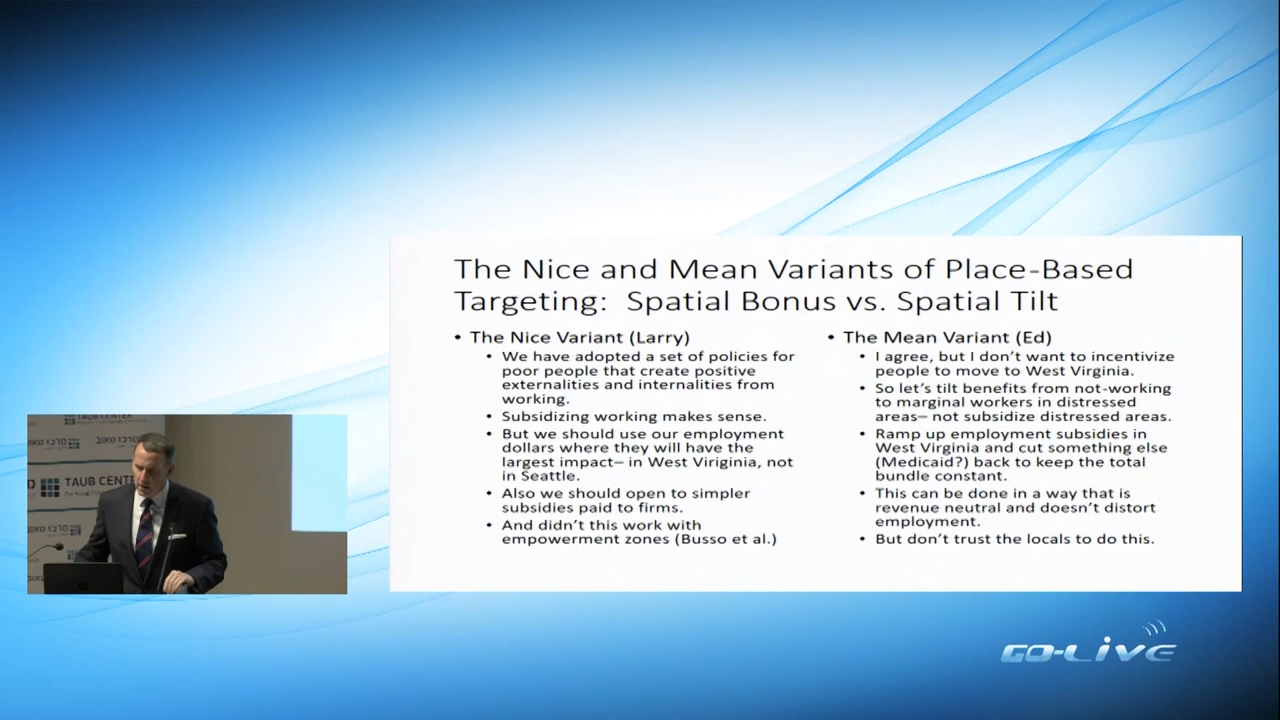 The Nice and Mean Variants of Place-Based
Targeting: Spatial Bonus vs. Spatial Tilt
• The Nice Variant (Larry)
• We have adopted a set of policies for
poor people that create positive
externalities and internalities from
working.
• Subsidizing working makes sense.
• But we should use our employment
dollars where they will have the
largest impact– in West Viriginia, not
in Seattle.
• Also we should open to simpler
subsidies paid to firms.
• And didn't this work with
empowerment zones (Busso et al.)
• The Mean Variant (Ed)
• I agree, but I don't want to incentivize
people to move to West Virginia.
• So let's tilt benefits from not-working
to marginal workers in distressed
areas– not subsidize distressed areas.
• Ramp up employment subsidies in
West Virginia and cut something else
(Medicaid?) back to keep the total
bundle constant.
• This can be done in a way that is
revenue neutral and doesn't distort
employment.
• But don't trust the locals to do this.
TAUB CENTER
מרכז טאוב
TAUB CENT
מרכז טאוב
GO-LIVE